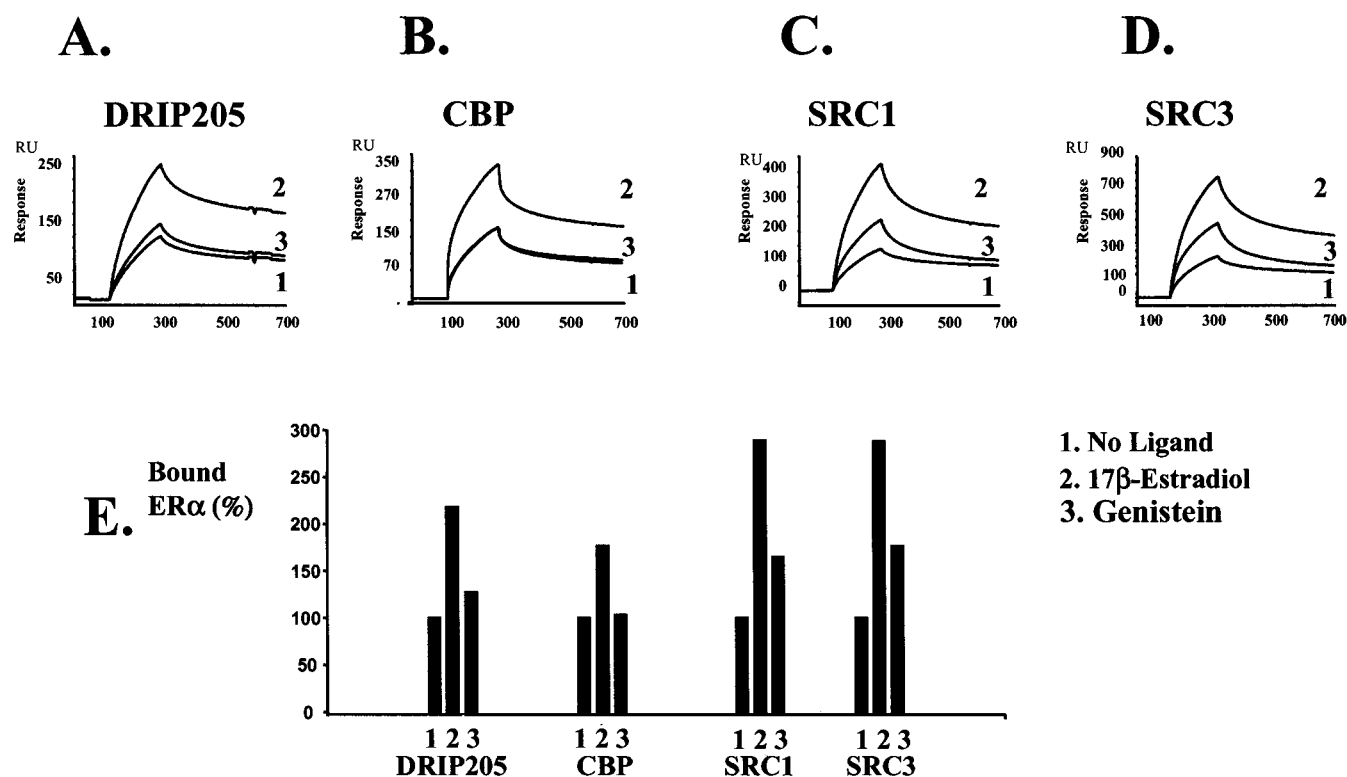 A.
B.
C.
D.
DRIP205
CBP
SRC1
SRC3
RU
250
150
50
Response
2
3
1
100 300 500 700
RU
350
270
150
70
-
Response
2
3
1
100 300 500 700
RU
400
300
200
100
0
Response
2
3
1
100 300 500 700
RU
900
700
500
300
100
0
Response
2
3
1
100 300 500 700
E.
Bound
ERα (%)
300
250
200
150
100
50
0
1 2 3
1 2 3
1 2 3
1 2 3
DRIP205
CBP
SRC1
SRC3
1. No Ligand
2. 17β-Estradiol
3. Genistein